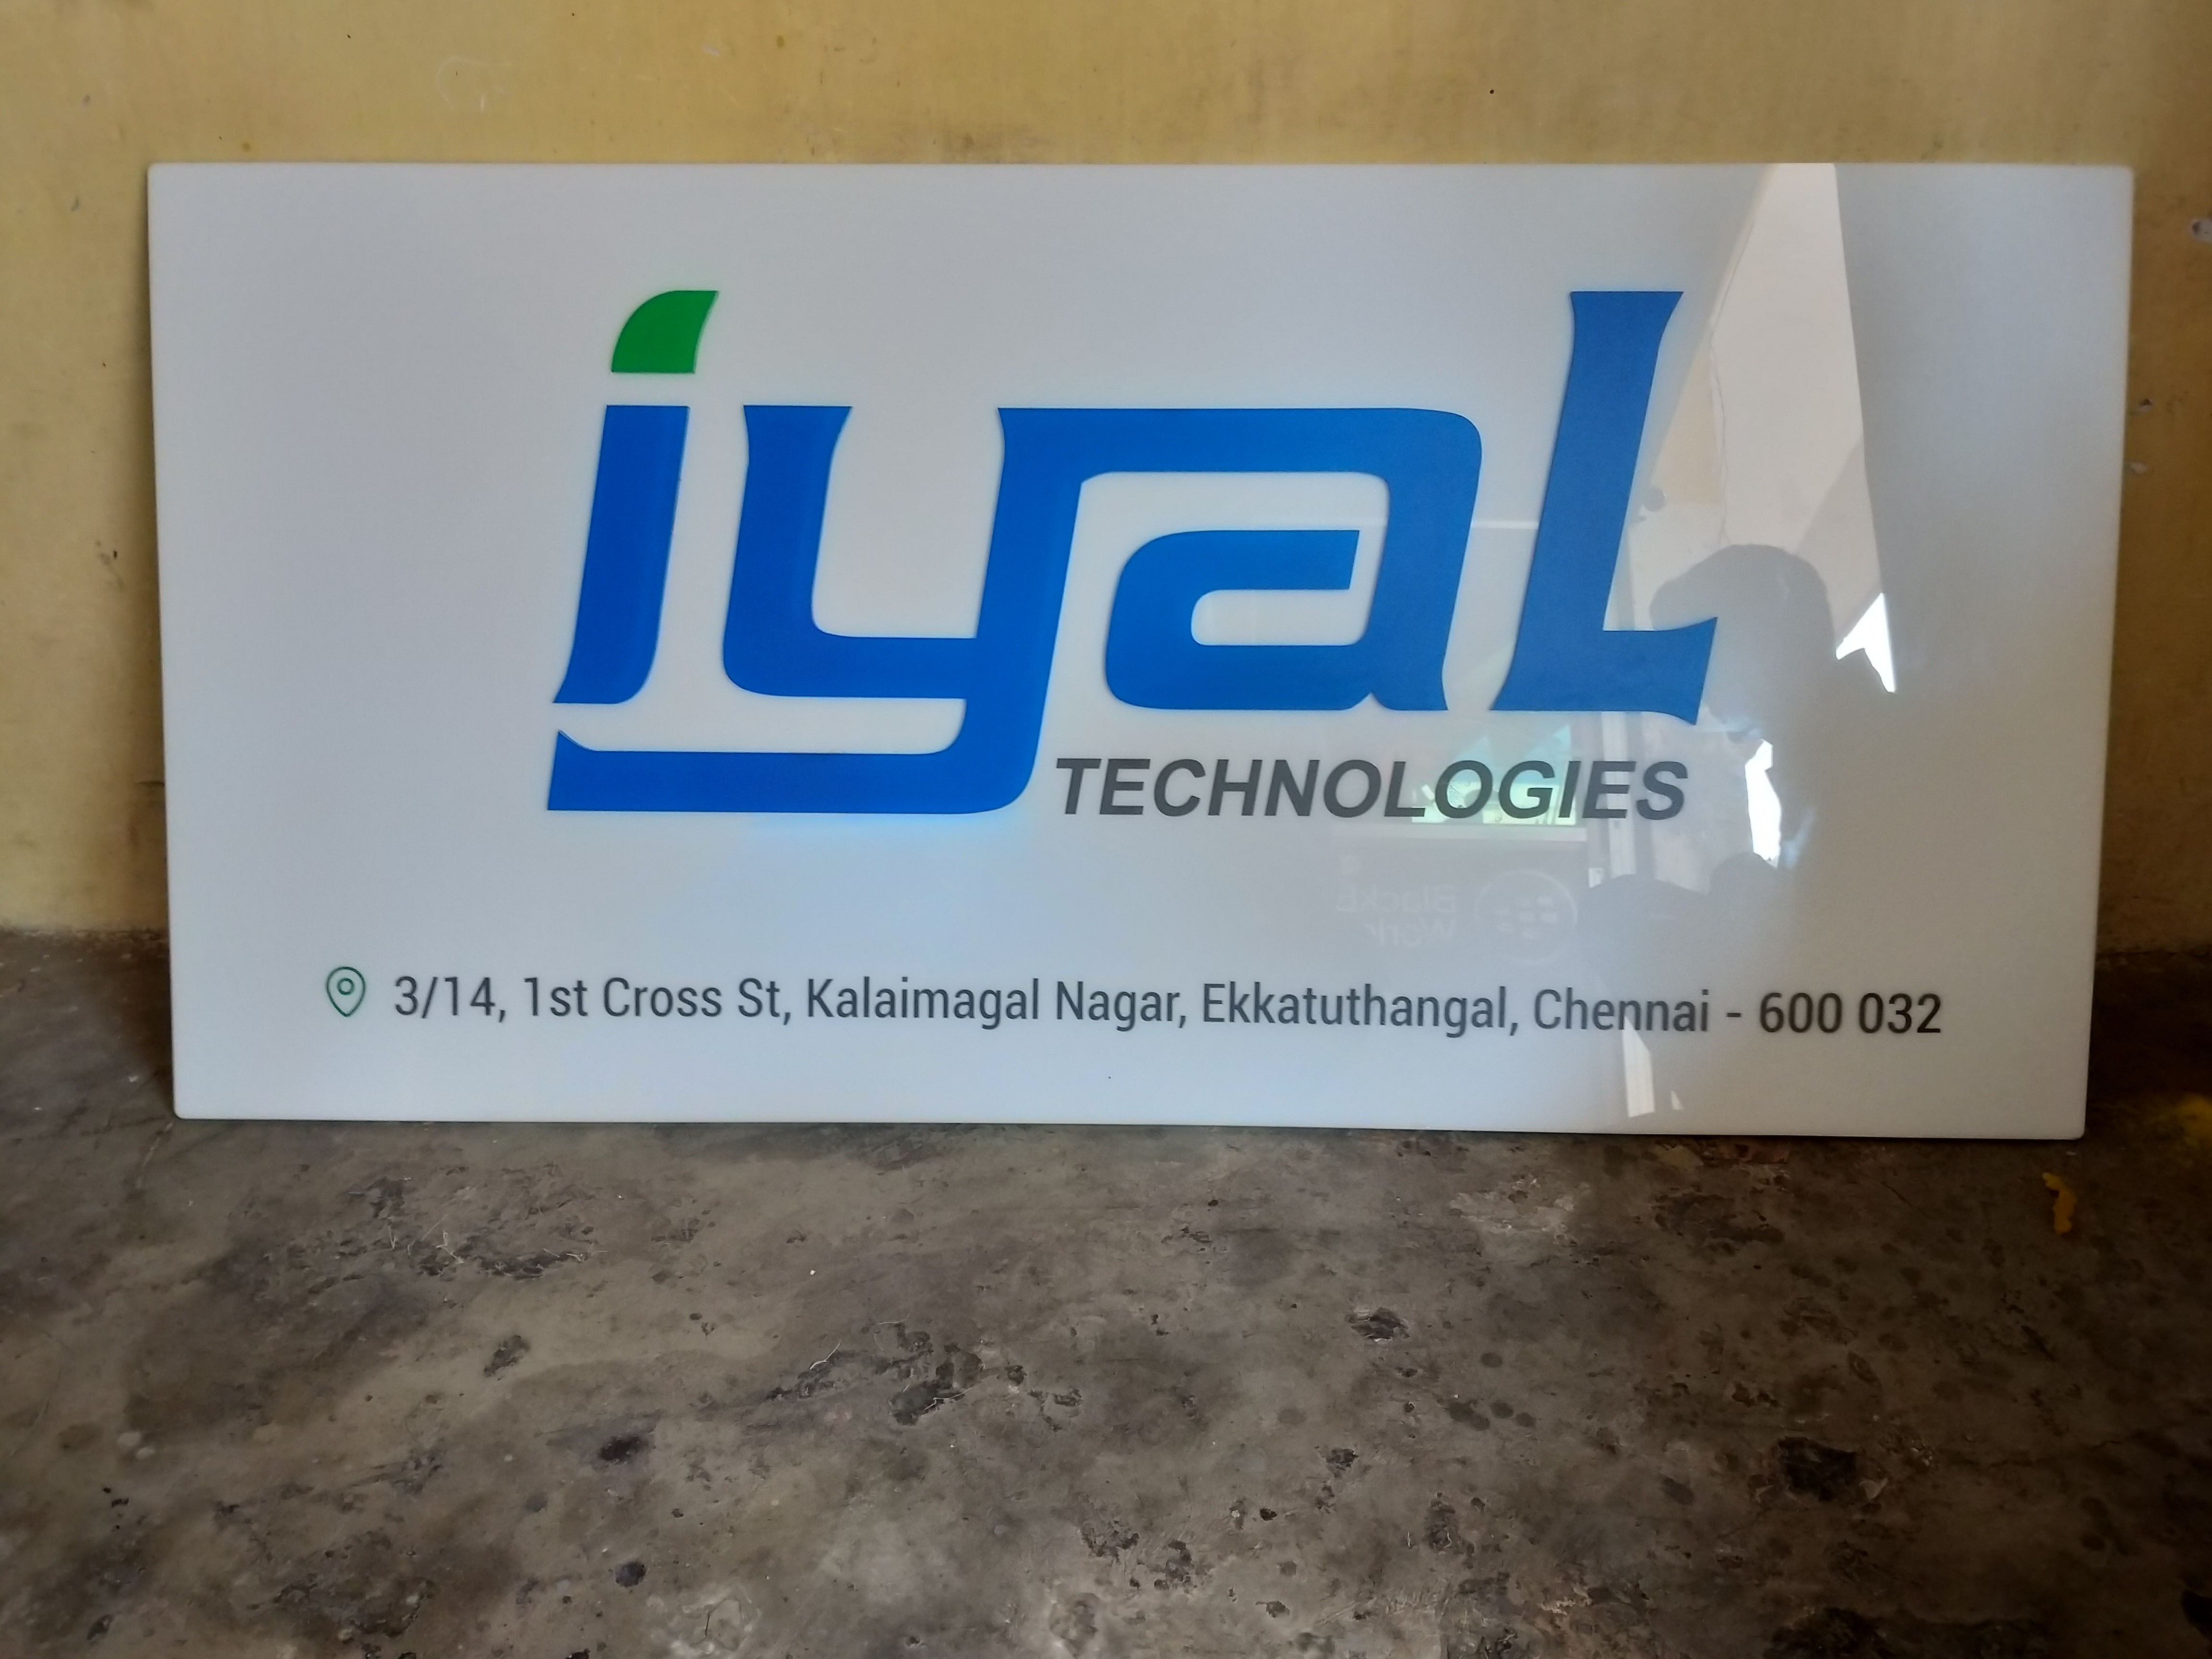 iyal
TECHNOLOGIES
3/14, 1st Cross St, Kalaimagal Nagar, Ekkatuthangal, Chennai - 600 032